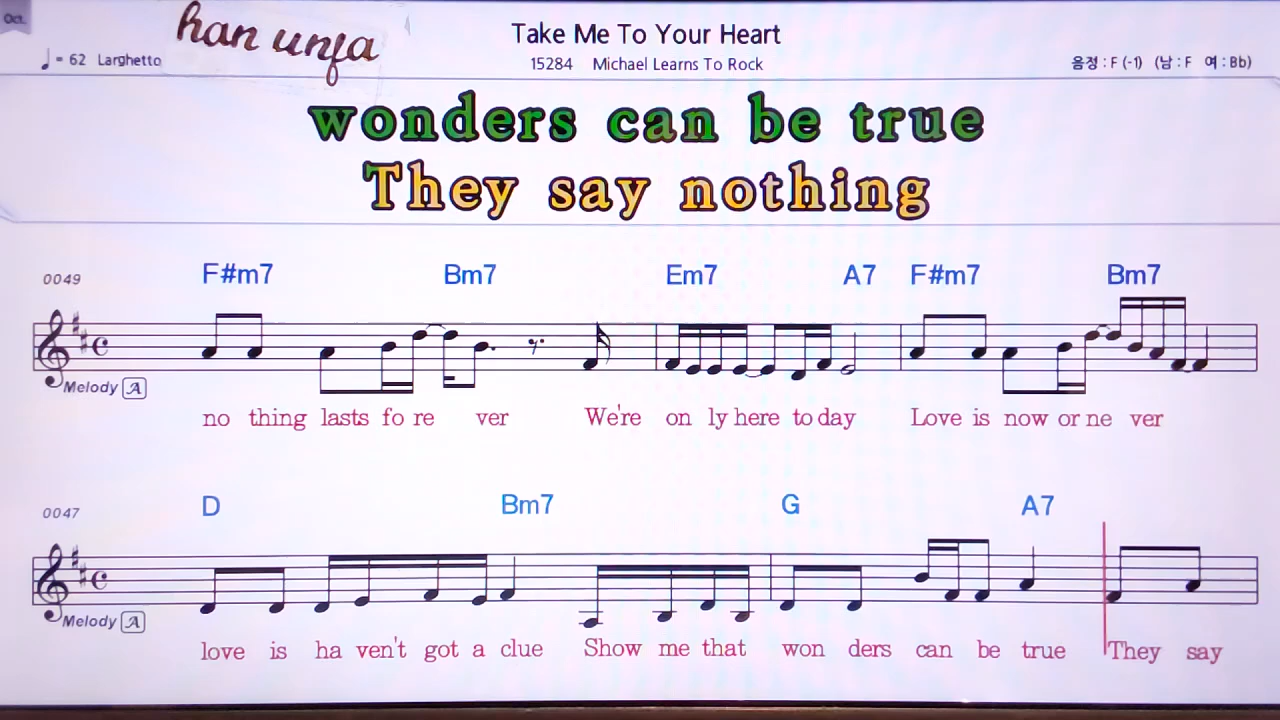 Oct.
han unfa
Take Me To Your Heart
= 62 Larghetto
15284 Michael Learns To Rock
음정 : F (-1) (남 : F 여 : Bb)
wonders can be true
They say nothing
0049
F#m7 Bm7 Em7 A7 F#m7 Bm7
Melody A
no thing lasts fo re ver We're on ly here to day Love is now or ne ver
0047
D Bm7 G A7
Melody A
love is ha ven't got a clue Show me that won ders can be true They say